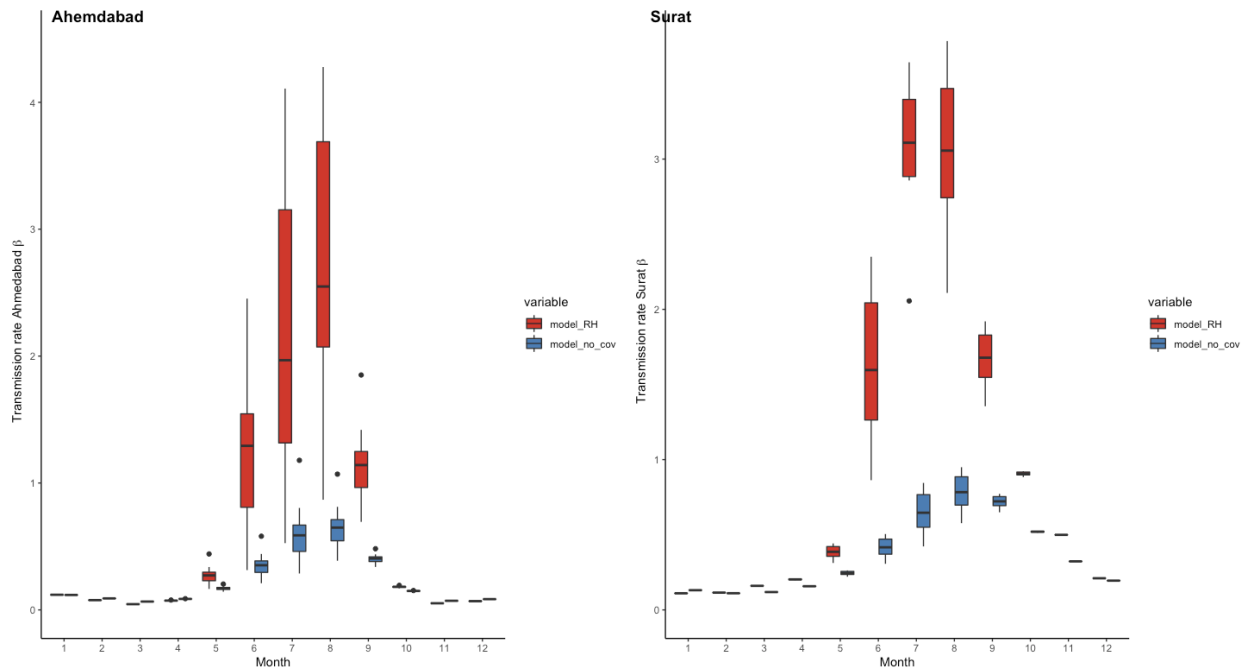 Ahemdabad
Transmission rate Ahmedabad β
4
3
2
1
0
1 2 3 4 5 6 7 8 9 10 11 12
Month
variable
model_RH
model_no_cov
Surat
Transmission rate Surat β
3
2
1
0
1 2 3 4 5 6 7 8 9 10 11 12
Month
variable
model_RH
model_no_cov